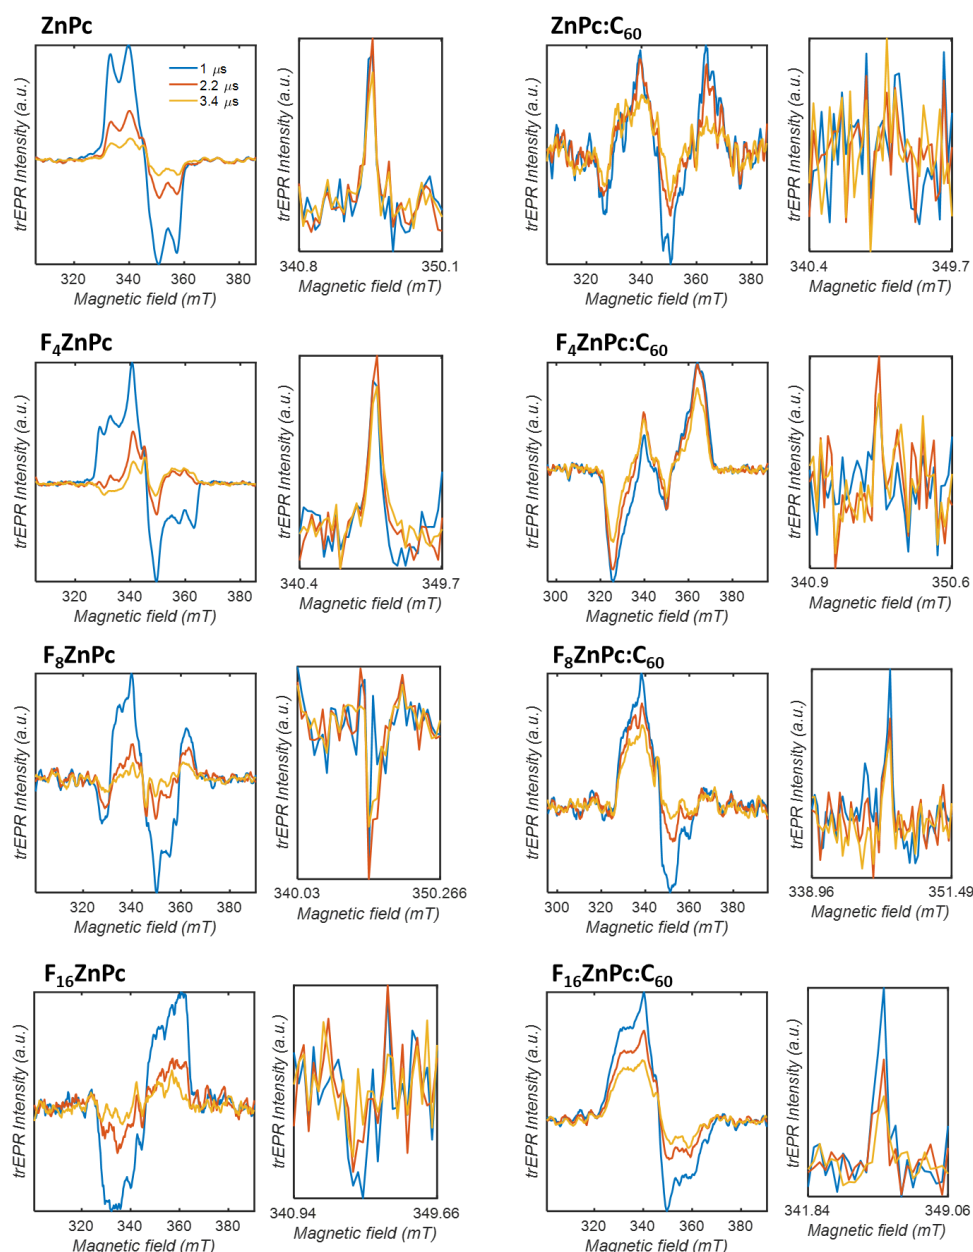 ZnPc
trEPR Intensity (a.u.)
1 μs
2.2 μs
3.4 μs
320 340 360 380
Magnetic field (mT)
trEPR Intensity (a.u.)
340.8 350.1
Magnetic field (mT)
ZnPc:C60
trEPR Intensity (a.u.)
320 340 360 380
Magnetic field (mT)
trEPR Intensity (a.u.)
340.4 349.7
Magnetic field (mT)
F4ZnPc
trEPR Intensity (a.u.)
320 340 360 380
Magnetic field (mT)
trEPR Intensity (a.u.)
340.4 349.7
Magnetic field (mT)
F4ZnPc:C60
trEPR Intensity (a.u.)
300 320 340 360 380
Magnetic field (mT)
trEPR Intensity (a.u.)
340.9 350.6
Magnetic field (mT)
F8ZnPc
trEPR Intensity (a.u.)
320 340 360 380
Magnetic field (mT)
trEPR Intensity (a.u.)
340.03 350.266
Magnetic field (mT)
F8ZnPc:C60
trEPR Intensity (a.u.)
296 320 340 360 380
Magnetic field (mT)
trEPR Intensity (a.u.)
338.96 351.49
Magnetic field (mT)
F16ZnPc
trEPR Intensity (a.u.)
320 340 360 380
Magnetic field (mT)
trEPR Intensity (a.u.)
340.94 349.66
Magnetic field (mT)
F16ZnPc:C60
trEPR Intensity (a.u.)
320 340 360 380
Magnetic field (mT)
trEPR Intensity (a.u.)
341.84 349.06
Magnetic field (mT)